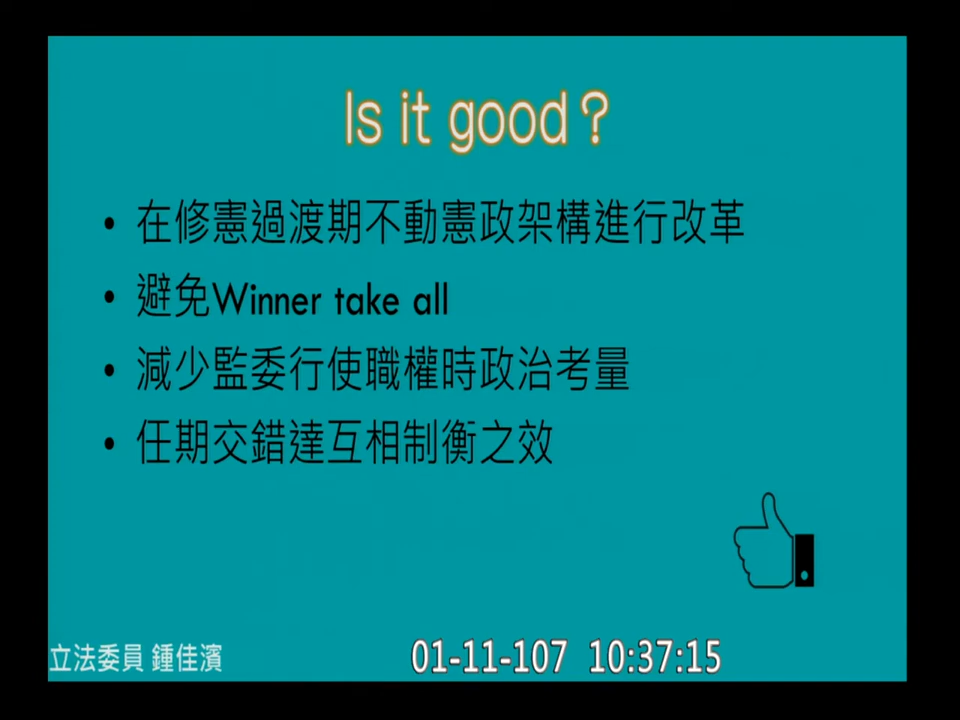 Is it good？
• 在修憲過渡期不動憲政架構進行改革
• 避免Winner take all
• 減少監委行使職權時政治考量
• 任期交錯達互相制衡之效
立法委員 鍾佳濱
01-11-107 10:37:15